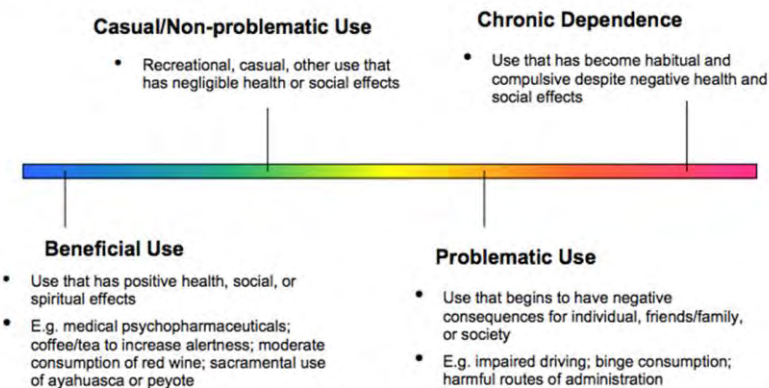 Casual/Non-problematic Use
• Recreational, casual, other use that
has negligible health or social effects
Chronic Dependence
• Use that has become habitual and
compulsive despite negative health and
social effects
Beneficial Use
• Use that has positive health, social, or
spiritual effects
• E.g. medical psychopharmaceuticals;
coffee/tea to increase alertness; moderate
consumption of red wine; sacramental use
of ayahuasca or peyote
Problematic Use
• Use that begins to have negative
consequences for individual, friends/family,
or society
• E.g. impaired driving; binge consumption;
harmful routes of administration